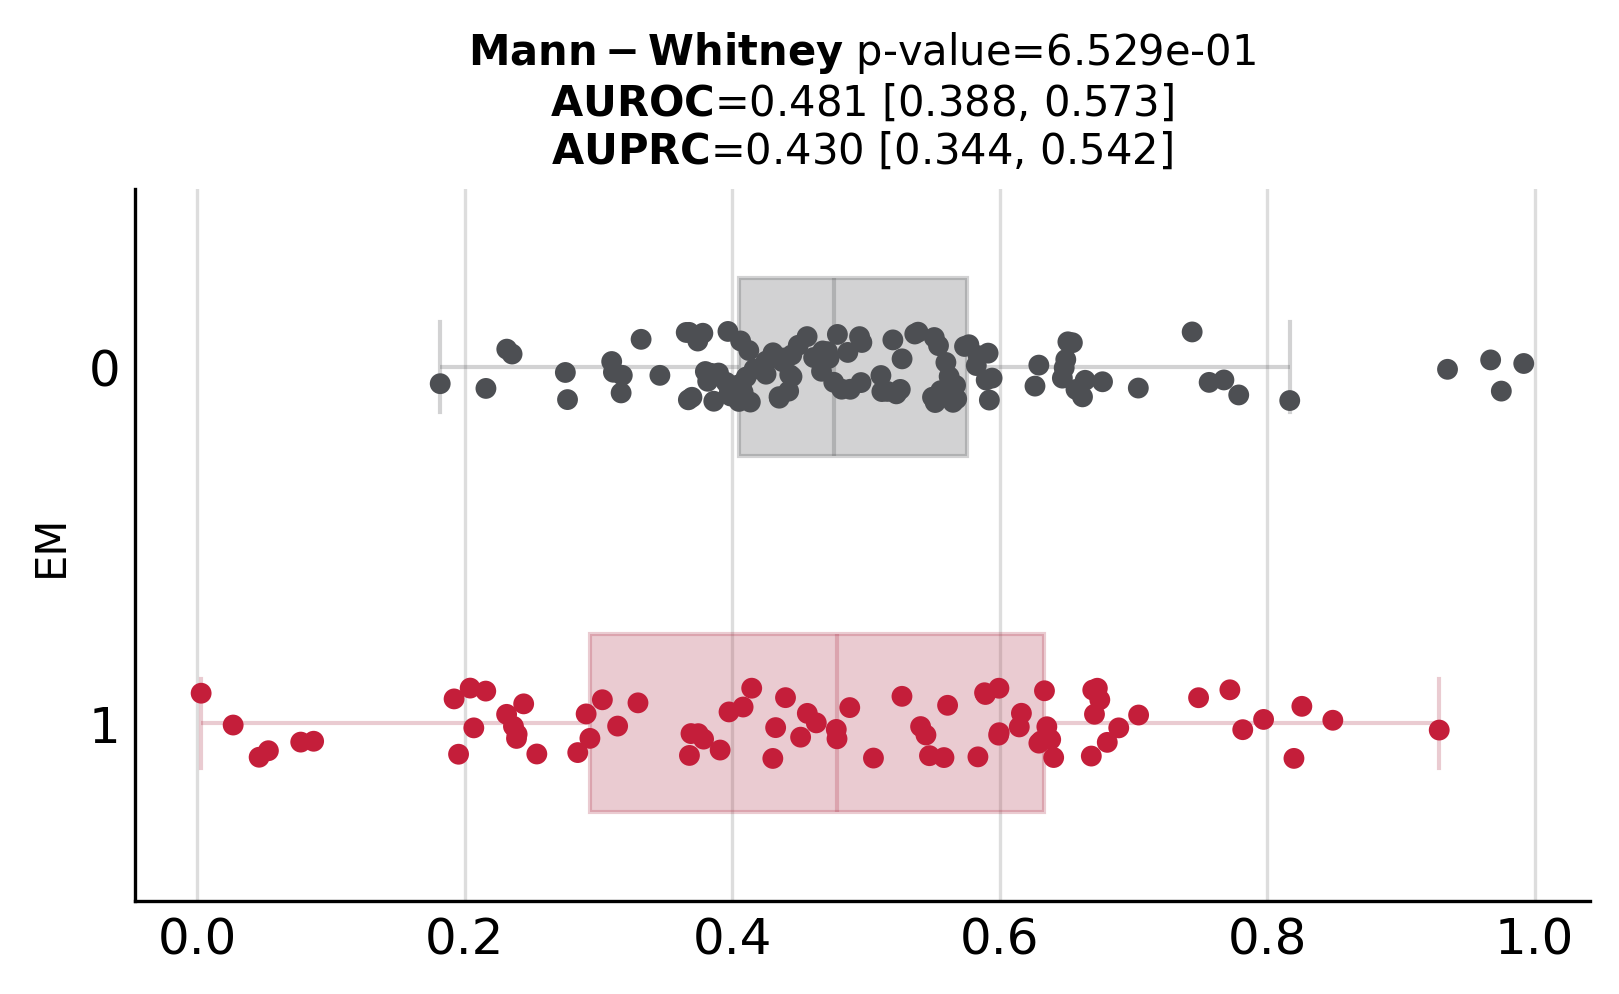 Mann − Whitney p-value=6.529e-01
AUROC=0.481 [0.388, 0.573]
AUPRC=0.430 [0.344, 0.542]
0
EM
1
0.0 0.2 0.4 0.6 0.8 1.0